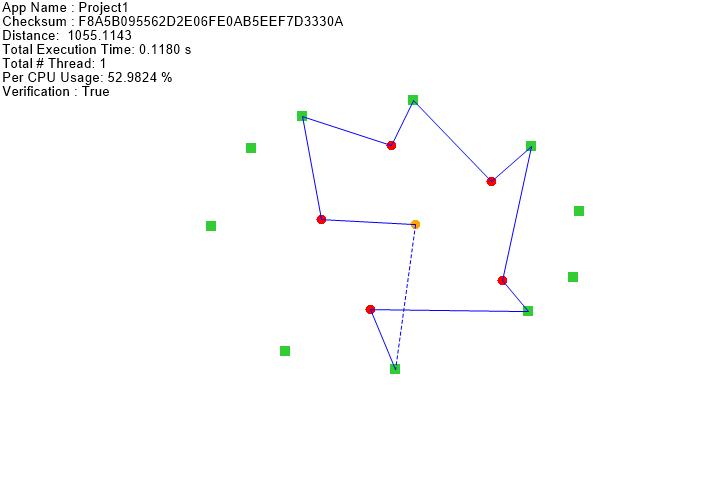 App Name : Project1
Checksum : F8A5B095562D2E06FE0AB5EEF7D3330A
Distance:  1055.1143
Total Execution Time: 0.1180 s
Total # Thread: 1
Per CPU Usage: 52.9824 %
Verification : True